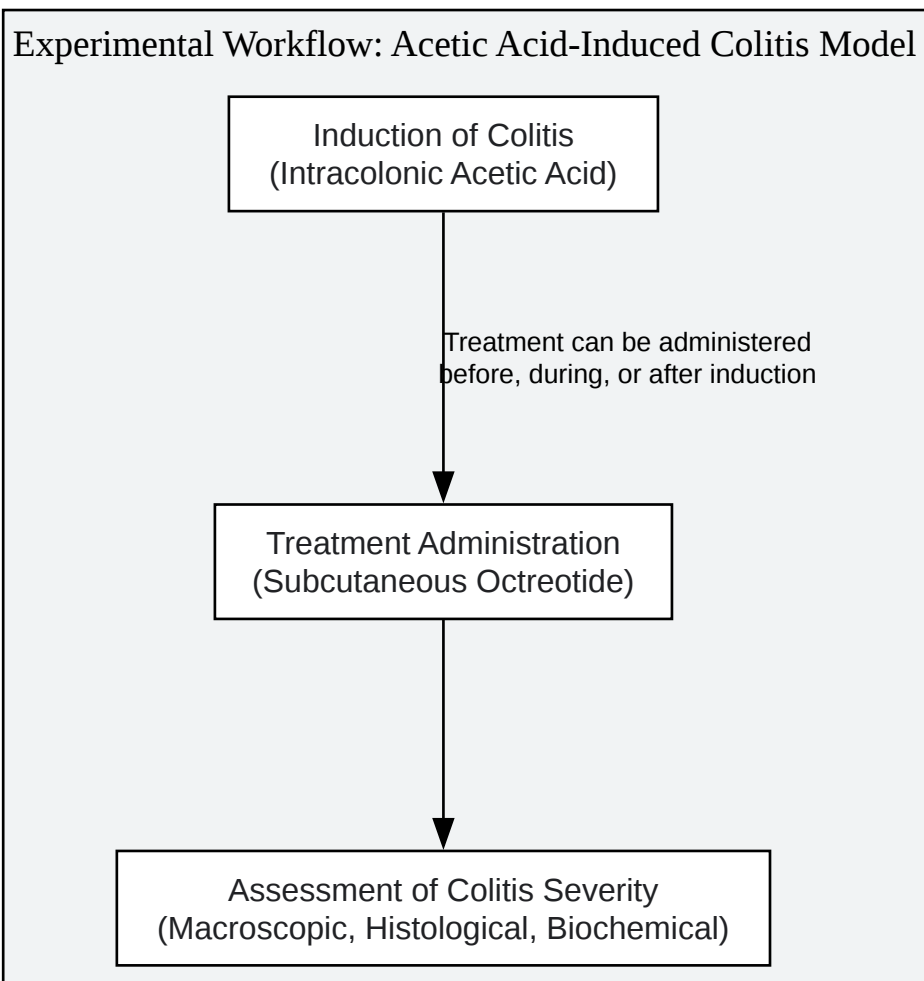 Experimental Workflow: Acetic Acid-Induced Colitis Model
Induction of Colitis
(Intracolonic Acetic Acid)
Treatment can be administered
before, during, or after induction
Treatment Administration
(Subcutaneous Octreotide)
Assessment of Colitis Severity
(Macroscopic, Histological, Biochemical)